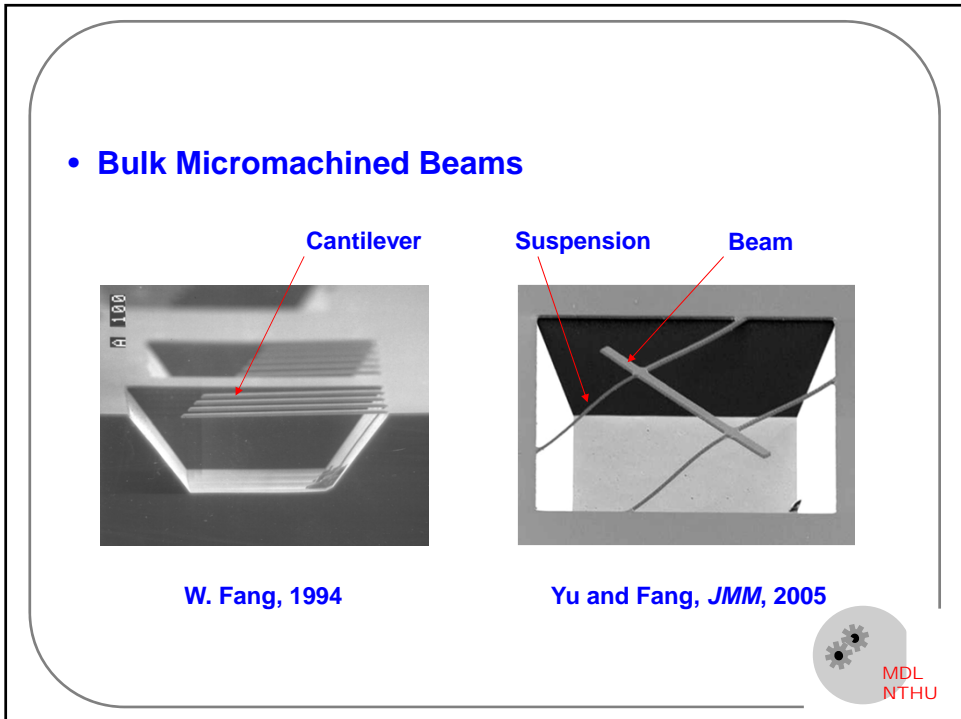 • Bulk Micromachined Beams
Cantilever
Suspension
Beam
A 100
W. Fang, 1994
Yu and Fang, JMM, 2005
MDL
NTHU